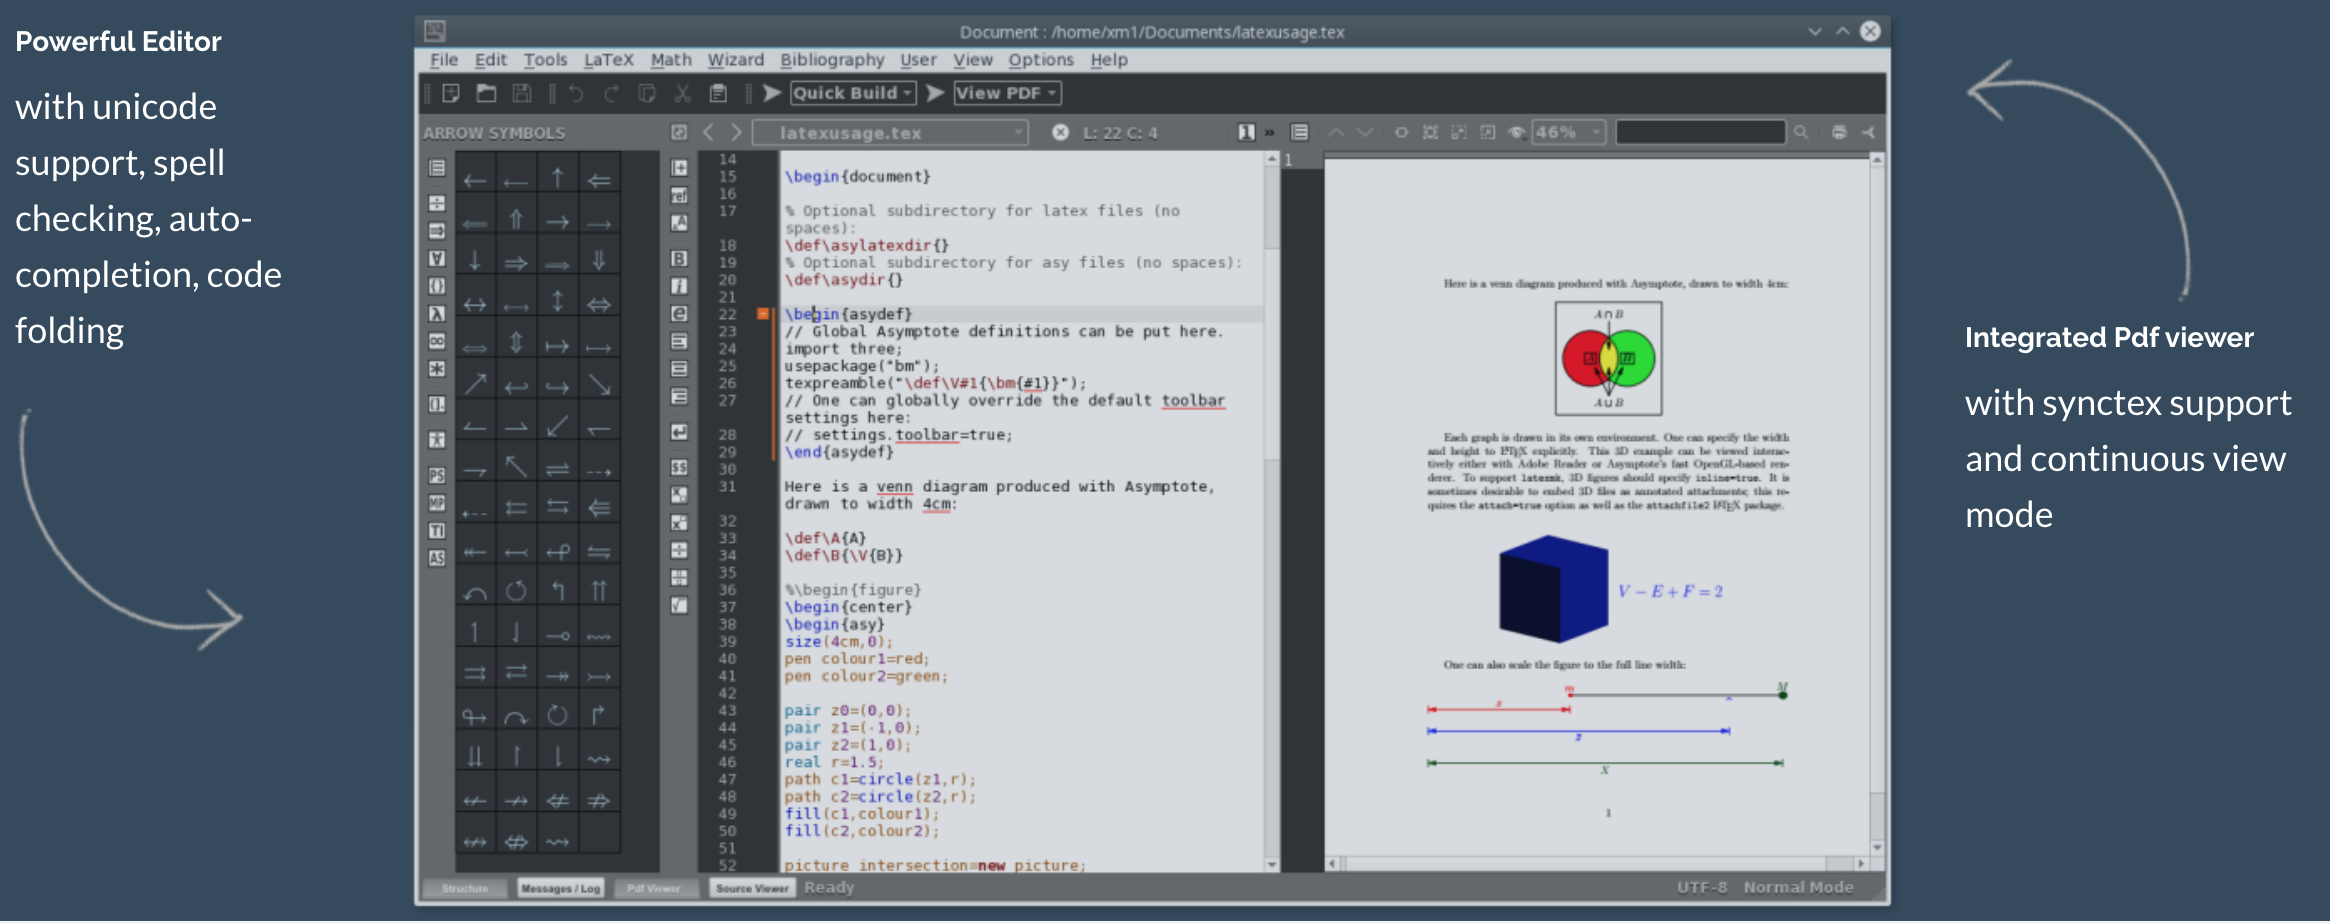 Powerful Editor
with unicode
support, spell
checking, auto-
completion, code
folding
Document : /home/xm1/Documents/latexusage.tex
File Edit Tools LaTeX Math Wizard Bibliography User View Options Help
Quick Build View PDF
ARROW SYMBOLS
latexusage.tex
L: 22 C: 4
1 »
46%
ref
B
i
e
$$
PS
MP
TI
AS
14
15 \begin{document}
16
17 % Optional subdirectory for latex files (no
spaces):
18 \def\asylatexdir{}
19 % Optional subdirectory for asy files (no spaces):
20 \def\asydir{}
21
22 \begin{asydef}
23 // Global Asymptote definitions can be put here.
24 import three;
25 usepackage("bm");
26 texpreamble("\def\V#1{\bm{#1}}");
27 // One can globally override the default toolbar
settings here:
28 // settings.toolbar=true;
29 \end{asydef}
30
31 Here is a venn diagram produced with Asymptote,
drawn to width 4cm:
32
33 \def\A{A}
34 \def\B{\V{B}}
35
36 %\begin{figure}
37 \begin{center}
38 \begin{asy}
39 size(4cm,0);
40 pen colour1=red;
41 pen colour2=green;
42
43 pair z0=(0,0);
44 pair z1=(-1,0);
45 pair z2=(1,0);
46 real r=1.5;
47 path c1=circle(z1,r);
48 path c2=circle(z2,r);
49 fill(c1,colour1);
50 fill(c2,colour2);
51
52 picture intersection=new picture;
1
Here is a venn diagram produced with Asymptote, drawn to width 4cm:
A∩B
A B
A∪B
Each graph is drawn in its own environment. One can specify the width
and height to LATEX explicitly. This 3D example can be viewed interac-
tively either with Adobe Reader or Asymptote's fast OpenGL-based ren-
derer. To support latexmk, 3D figures should specify inline=true. It is
sometimes desirable to embed 3D files as annotated attachments; this re-
quires the attach=true option as well as the attachfile2 LATEX package.
V − E + F = 2
One can also scale the figure to the full line width:
m M
X
1
Structure Messages / Log Pdf Viewer Source Viewer Ready
UTF-8 Normal Mode
Integrated Pdf viewer
with synctex support
and continuous view
mode